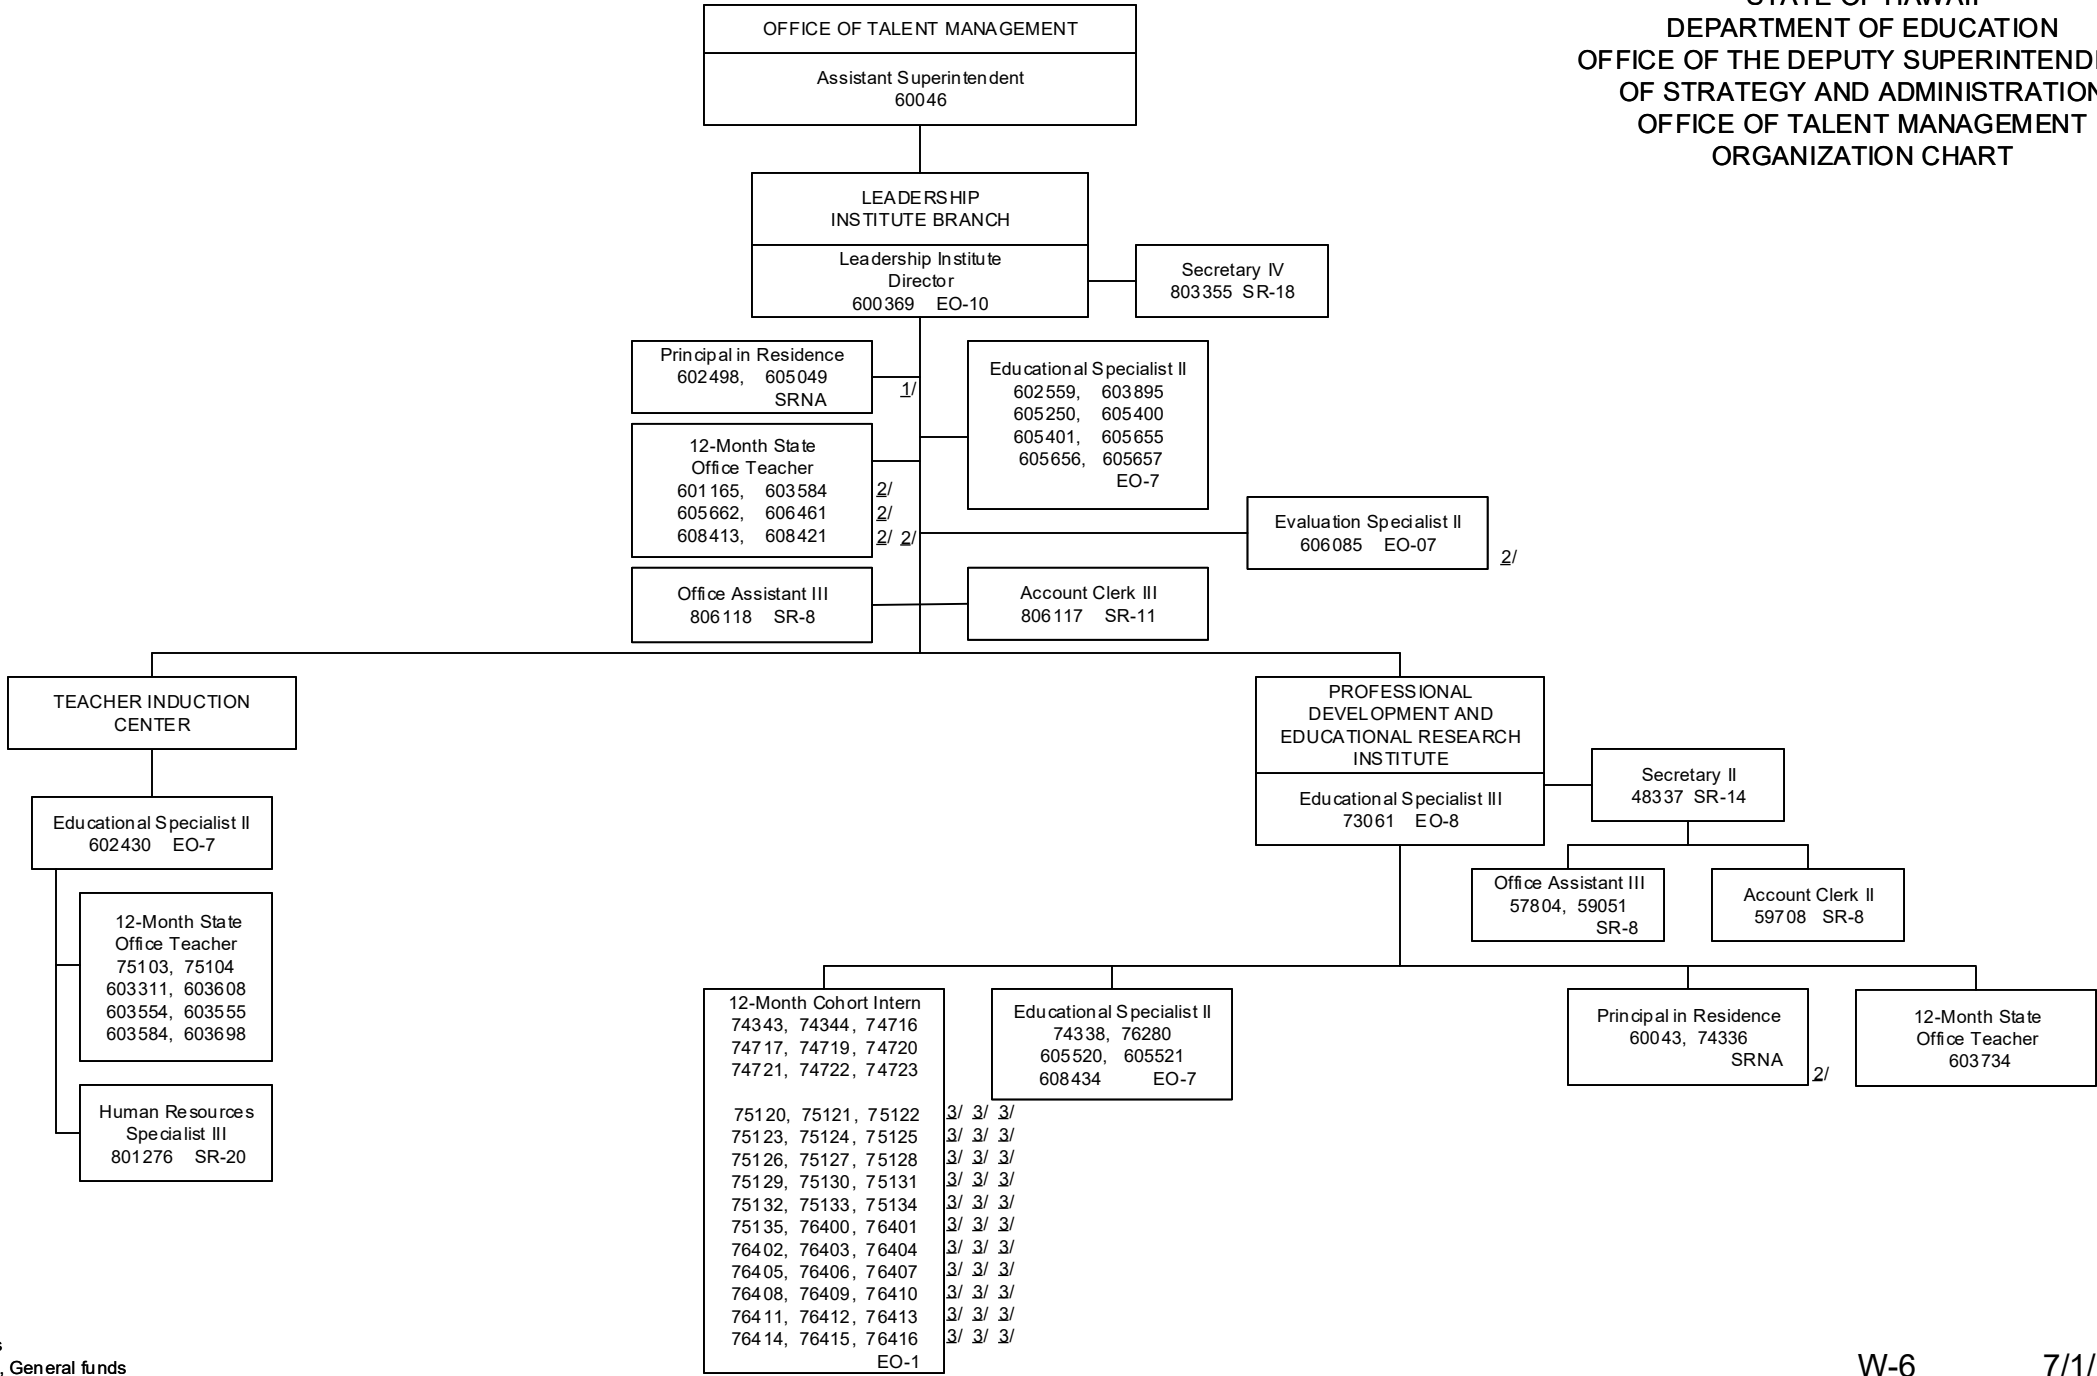 OFFICE OF TALENT MANAGEMENT
Assistant Superintendent
60046
DEPARTMENT OF EDUCATION
OFFICE OF THE DEPUTY
OF STRATEGY AND
OFFICE OF TALENT MANAGEMENT
ORGANIZATION CHART
LEADERSHIP
INSTITUTE BRANCH
Leadership Institute
Director
600369 EO-10
Secretary IV
803355 SR-18
Principal in Residence
602498, 605049
SRNA
1/
Educational Specialist II
602559, 603895
605250, 605400
605401, 605655
605656, 605657
EO-7
12-Month State
Office Teacher
601165, 603584 2/
605662, 606461 2/
608413, 608421 2/ 2/
Evaluation Specialist II
606085 EO-07
2/
Office Assistant III
806118 SR-8
Account Clerk III
806117 SR-11
TEACHER INDUCTION
CENTER
Educational Specialist II
602430 EO-7
12-Month State
Office Teacher
75103, 75104
603311, 603608
603554, 603555
603584, 603698
Human Resources
Specialist III
801276 SR-20
PROFESSIONAL
DEVELOPMENT AND
EDUCATIONAL RESEARCH
INSTITUTE
Educational Specialist III
73061 EO-8
Secretary II
48337 SR-14
Office Assistant III
57804, 59051
SR-8
Account Clerk II
59708 SR-8
12-Month Cohort Intern
74343, 74344, 74716
74717, 74719, 74720
74721, 74722, 74723
75120, 75121, 75122 3/ 3/ 3/
75123, 75124, 75125 3/ 3/ 3/
75126, 75127, 75128 3/ 3/ 3/
75129, 75130, 75131 3/ 3/ 3/
75132, 75133, 75134 3/ 3/ 3/
75135, 76400, 76401 3/ 3/ 3/
76402, 76403, 76404 3/ 3/ 3/
76405, 76406, 76407 3/ 3/ 3/
76408, 76409, 76410 3/ 3/ 3/
76411, 76412, 76413 3/ 3/ 3/
76414, 76415, 76416 3/ 3/ 3/
EO-1
Educational Specialist II
74338, 76280
605520, 605521
608434 EO-7
Principal in Residence
60043, 74336
SRNA
2/
12-Month State
Office Teacher
603734
, General funds
W-6 7/1/